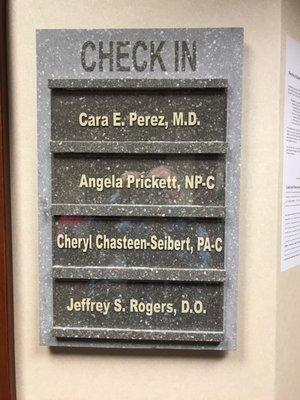 CHECK IN
Cara E. Perez, M.D.
Angela Prickett, NP-C
Cheryl Chasteen-Seibert, PA-C
Jeffrey S. Rogers, D.O.